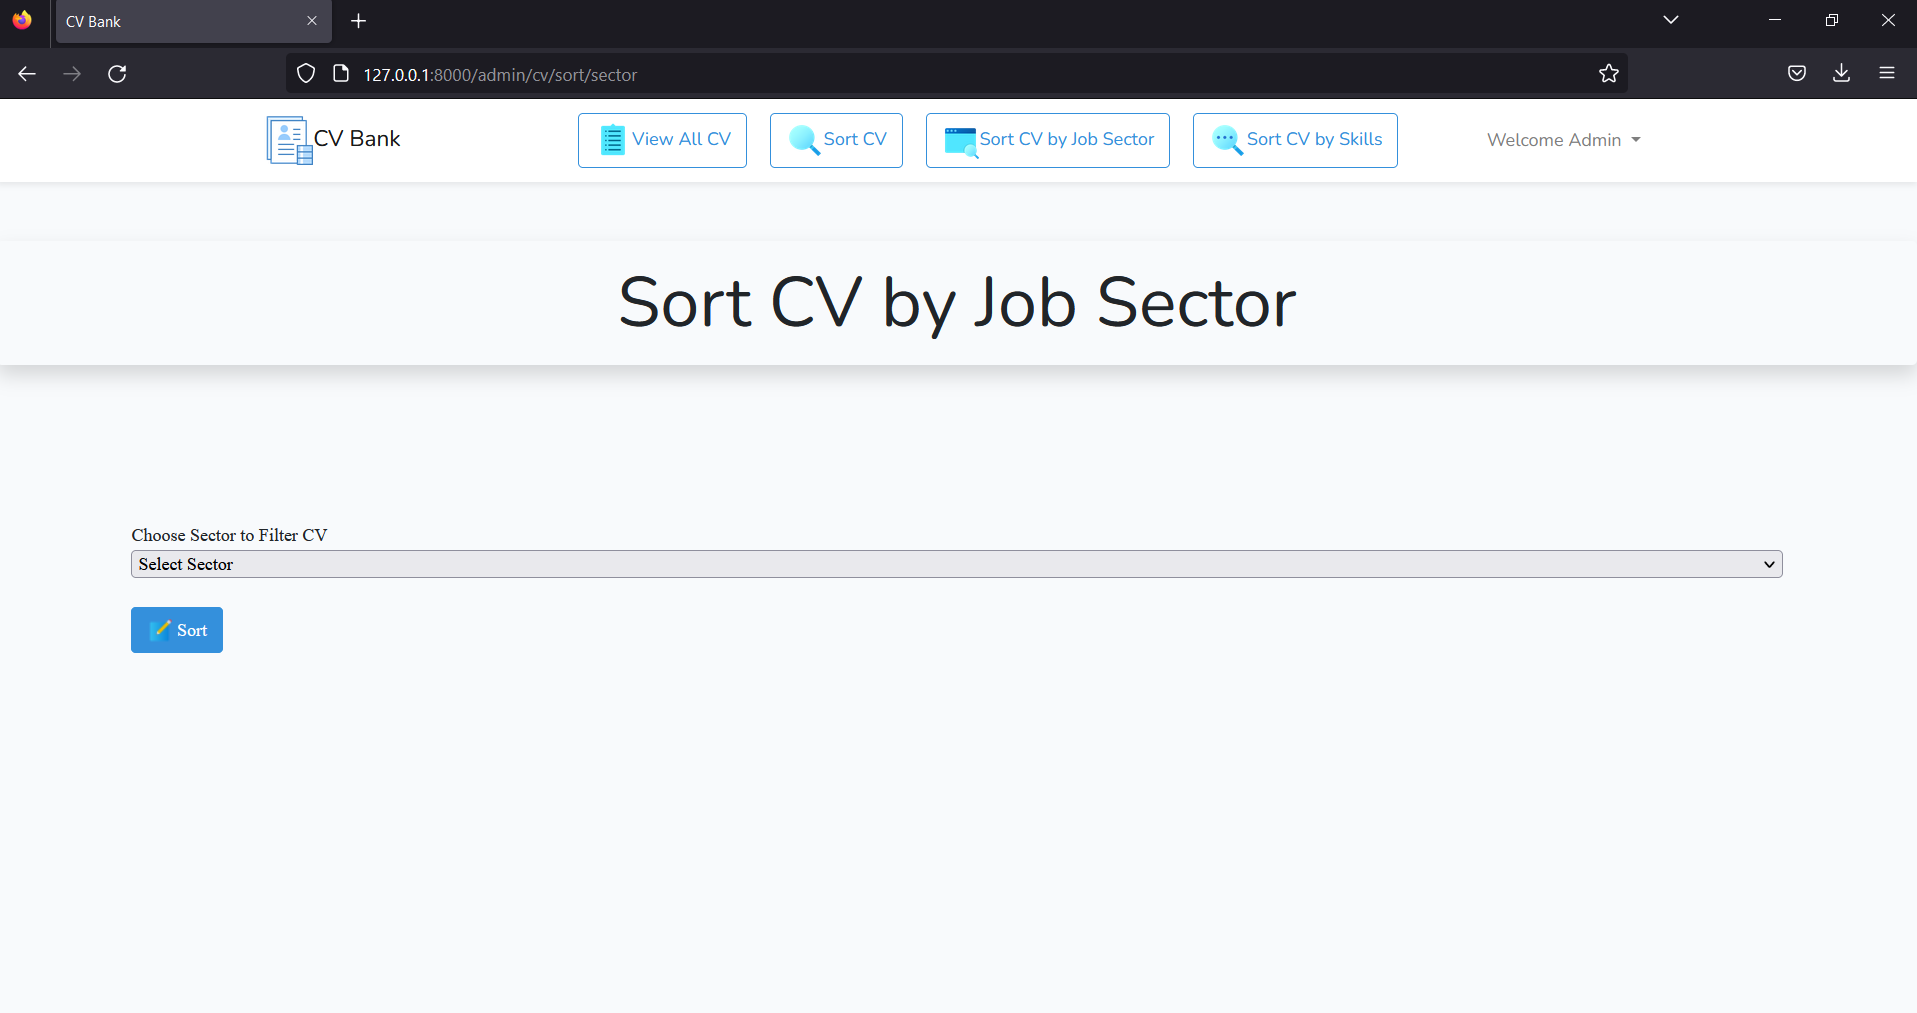 CV Bank
127.0.0.1:8000/admin/cv/sort/sector
CV Bank
View All CV
Sort CV
Sort CV by Job Sector
Sort CV by Skills
Welcome Admin
Sort CV by Job Sector
Choose Sector to Filter CV
Select Sector
Sort